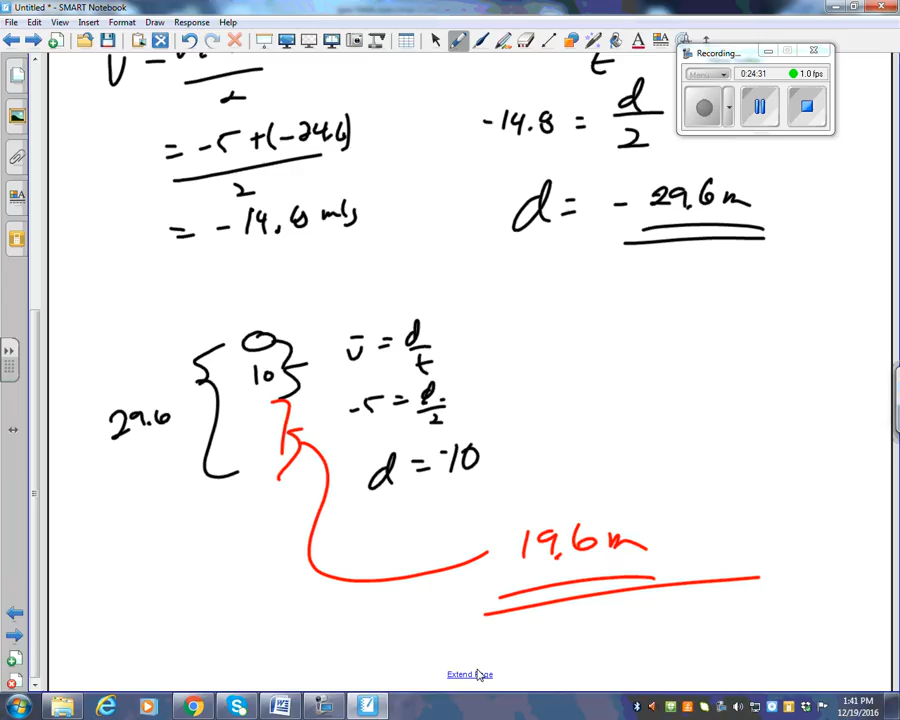 Untitled * - SMART Notebook
File Edit View Insert Format Draw Response Help
Recording...
Menu
0:24:31
1.0 fps
2
= -5 + (-24.6)
2
= -14.8 m/s
t
-14.8 = d
2
d = - 29.6 m
29.6
10
v̄ = d
t
-5 = d
2
d = -10
19.6 m
Extend Page
1:41 PM
12/19/2016